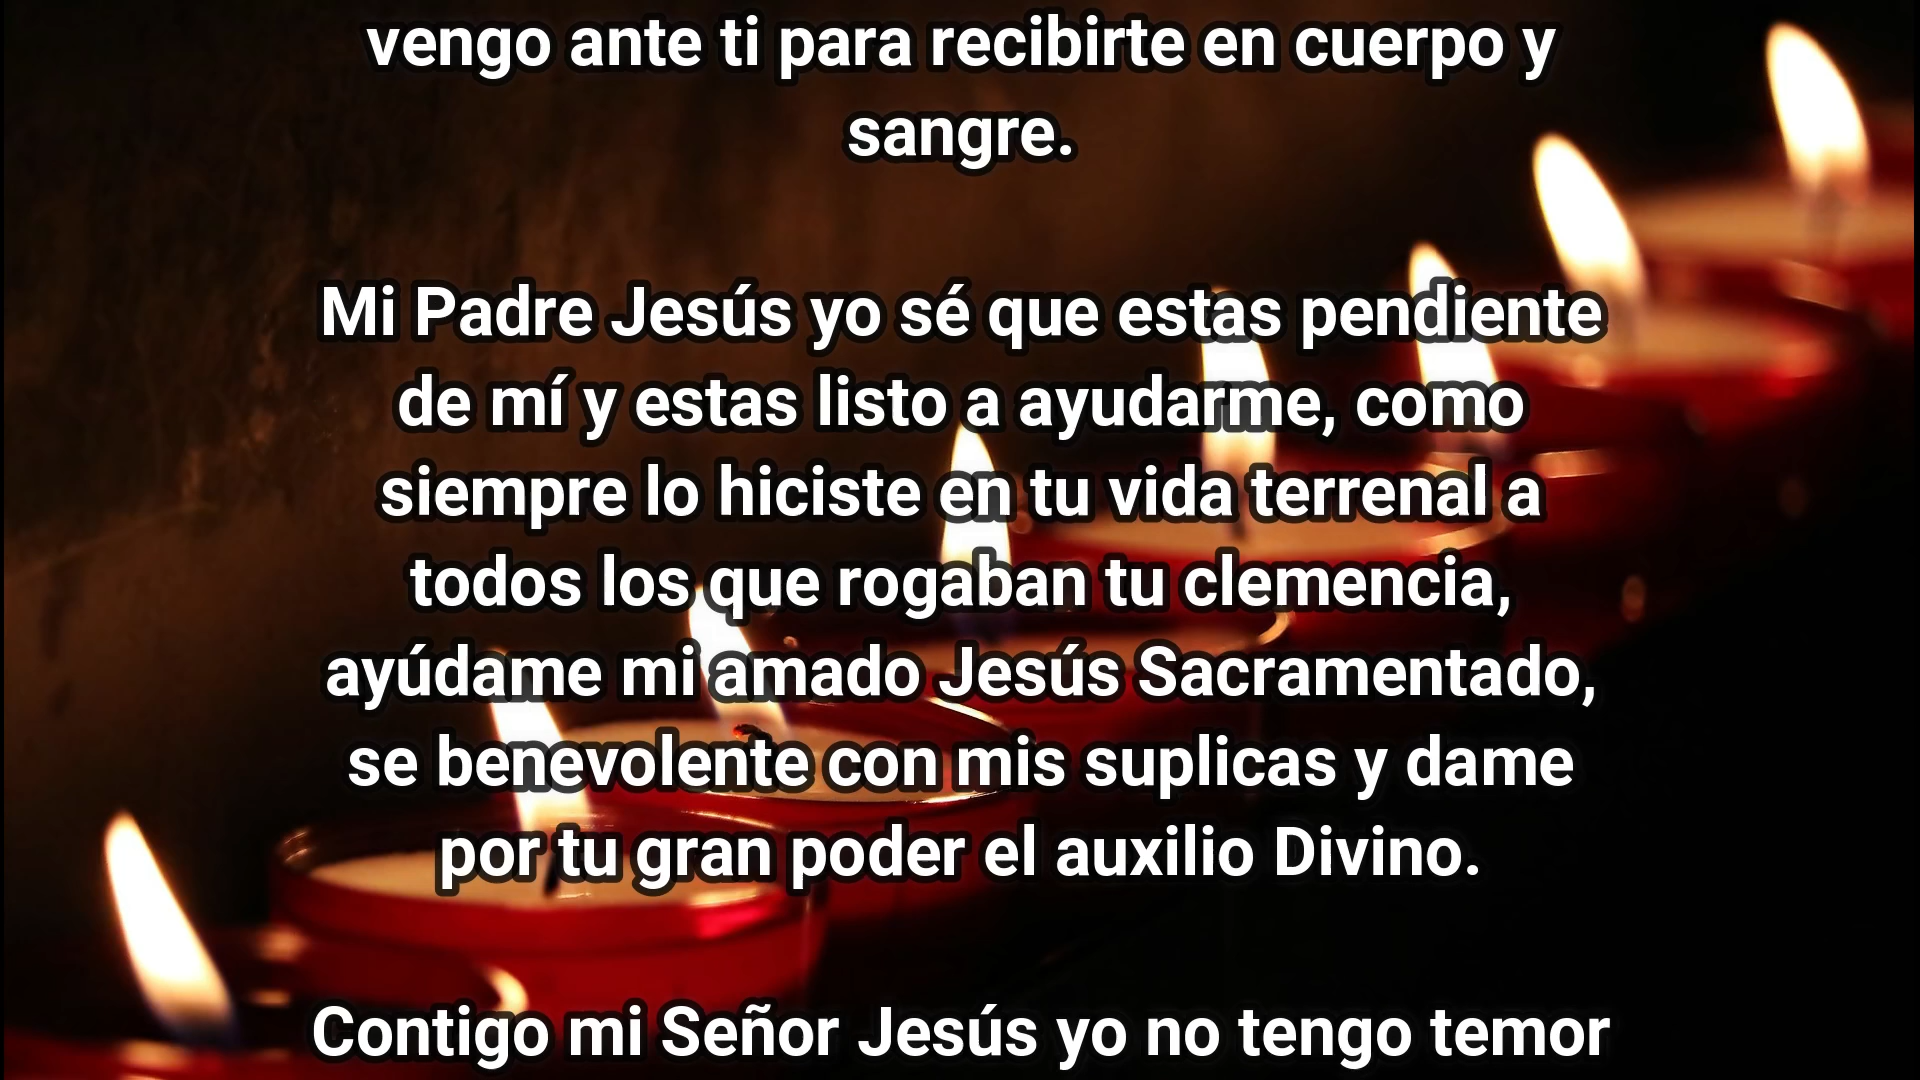 vengo ante ti para recibirte en cuerpo y
sangre.
Mi Padre Jesús yo sé que estas pendiente
de mí y estas listo a ayudarme, como
siempre lo hiciste en tu vida terrenal a
todos los que rogaban tu clemencia,
ayúdame mi amado Jesús Sacramentado,
se benevolente con mis suplicas y dame
por tu gran poder el auxilio Divino.
Contigo mi Señor Jesús yo no tengo temor